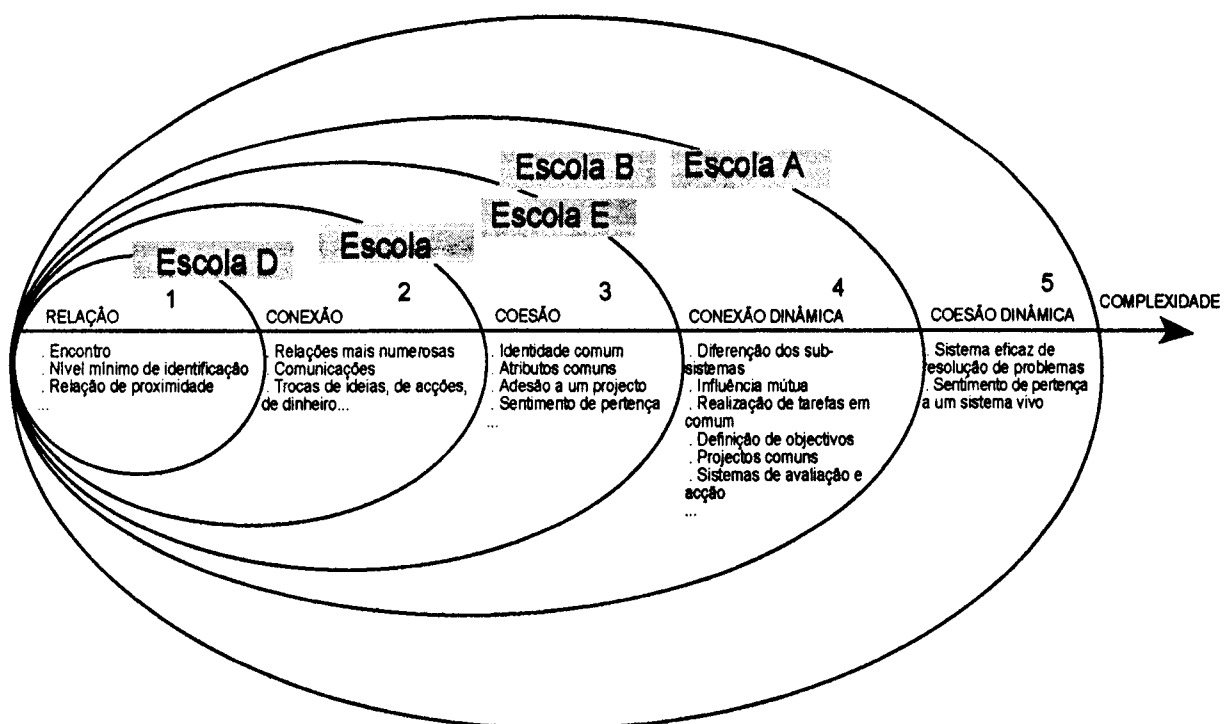 Escola B
Escola A
Escola E
Escola
Escola D
1
2
3
4
5
RELAÇÃO
CONEXÃO
COESÃO
CONEXÃO DINÂMICA
COESÃO DINÂMICA
COMPLEXIDADE
. Encontro
. Nível mínimo de identificação
. Relação de proximidade
...
. Relações mais numerosas
. Comunicações
. Trocas de ideias, de acções,
de dinheiro...
. Identidade comum
. Atributos comuns
. Adesão a um projecto
. Sentimento de pertença
...
. Diferenção dos sub-
sistemas
. Influência mútua
. Realização de tarefas em
comum
. Definição de objectivos
. Projectos comuns
. Sistemas de avaliação e
acção
...
. Sistema eficaz de
resolução de problemas
. Sentimento de pertença
a um sistema vivo